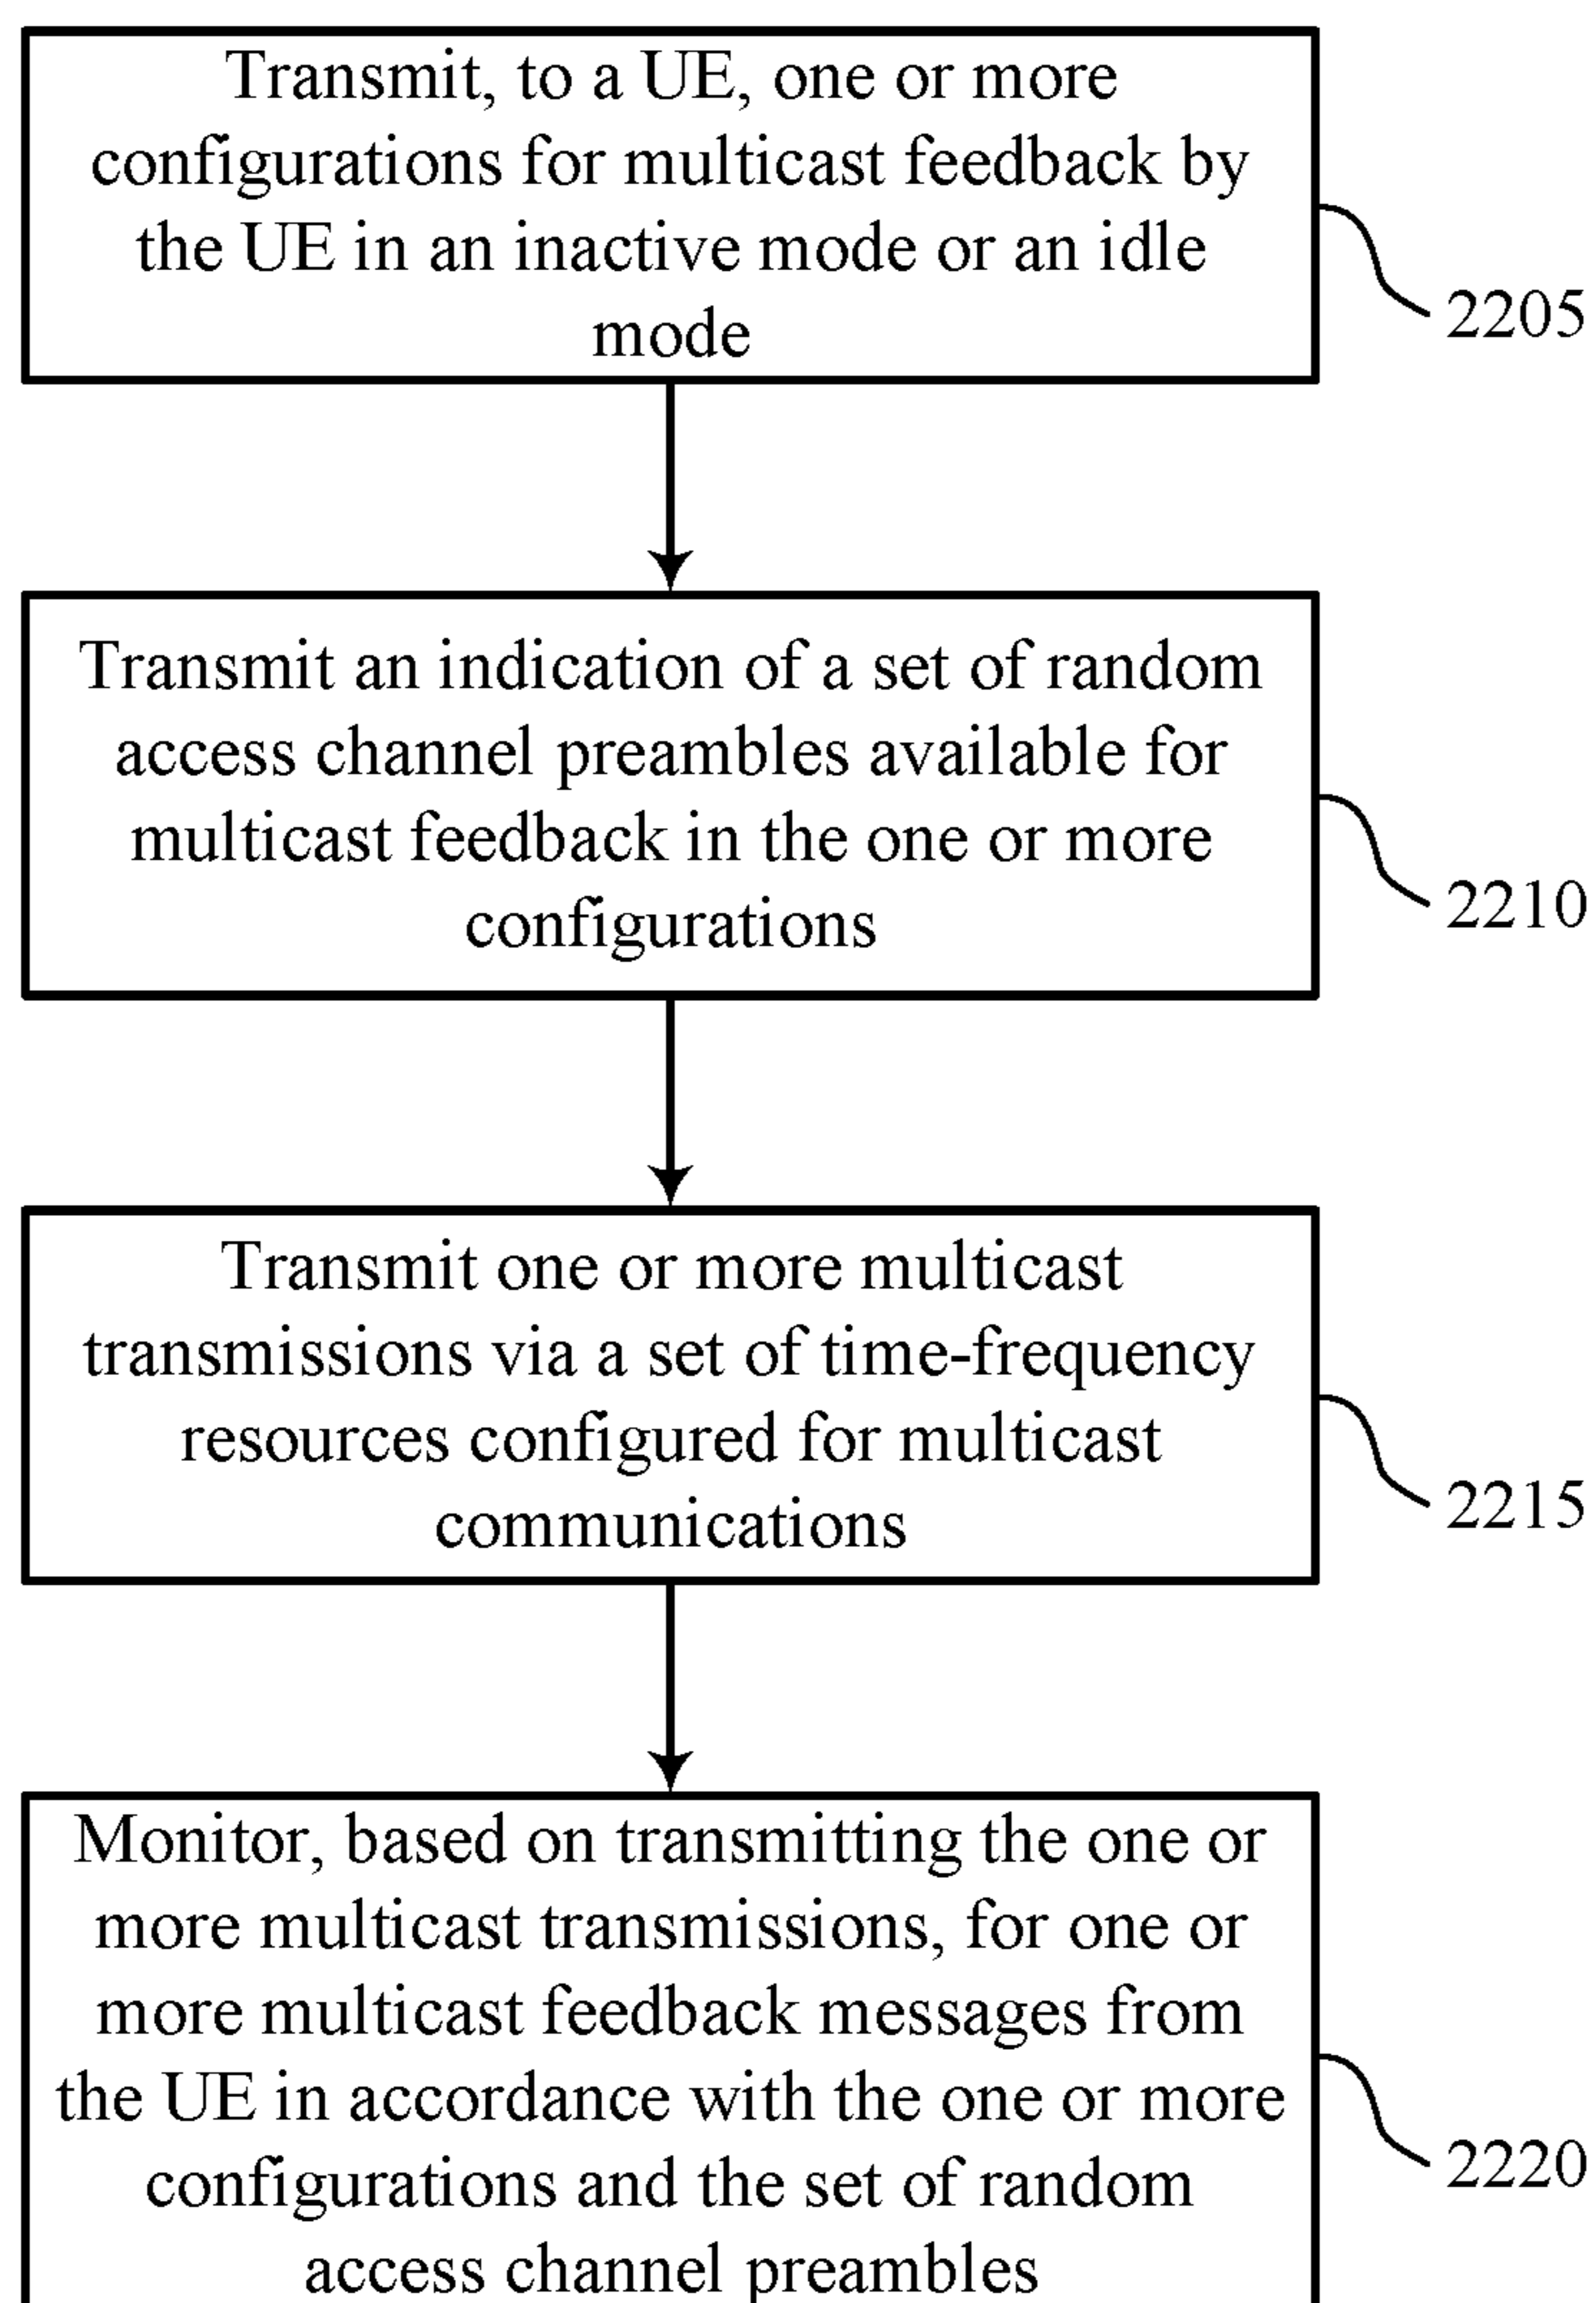 Transmit, to a UE, one or more
configurations for multicast feedback by
the UE in an inactive mode or an idle
mode
2205
Transmit an indication of a set of random
access channel preambles available for
multicast feedback in the one or more
configurations
2210
Transmit one or more multicast
transmissions via a set of time-frequency
resources configured for multicast
communications
2215
Monitor, based on transmitting the one or
more multicast transmissions, for one or
more multicast feedback messages from
the UE in accordance with the one or more
configurations and the set of random
access channel preambles
2220